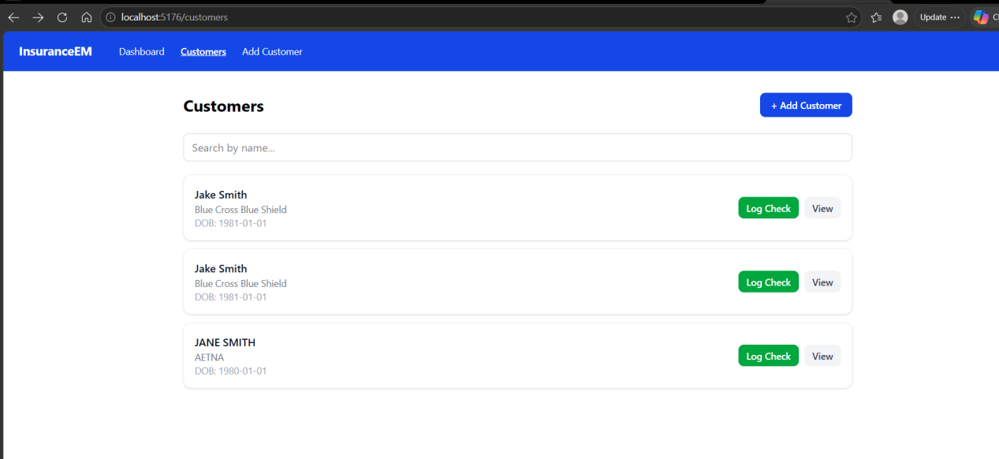 localhost:5176/customers
Update
InsuranceEM Dashboard Customers Add Customer
Customers
+ Add Customer
Search by name...
Jake Smith
Blue Cross Blue Shield
DOB: 1981-01-01
Log Check View
Jake Smith
Blue Cross Blue Shield
DOB: 1981-01-01
Log Check View
JANE SMITH
AETNA
DOB: 1980-01-01
Log Check View